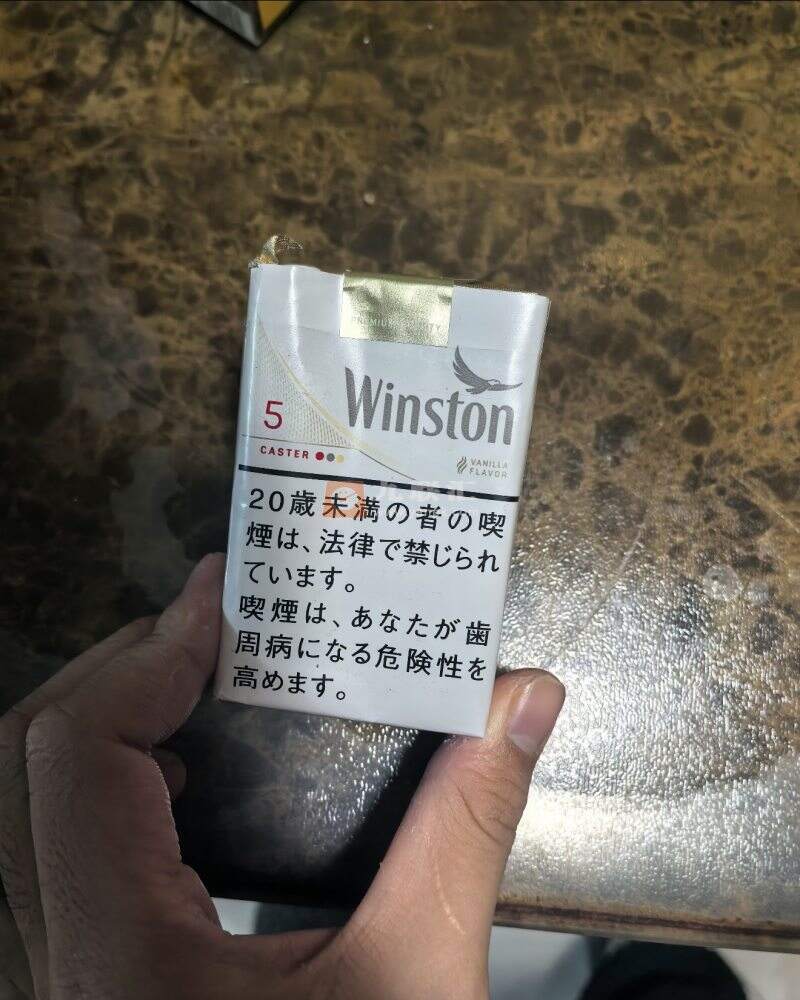 PREMIUM QUALITY
Winston
5
CASTER
VANILLA
FLAVOR
20歳未満の者の喫
煙は、法律で禁じられ
ています。
喫煙は、あなたが歯
周病になる危険性を
高めます。